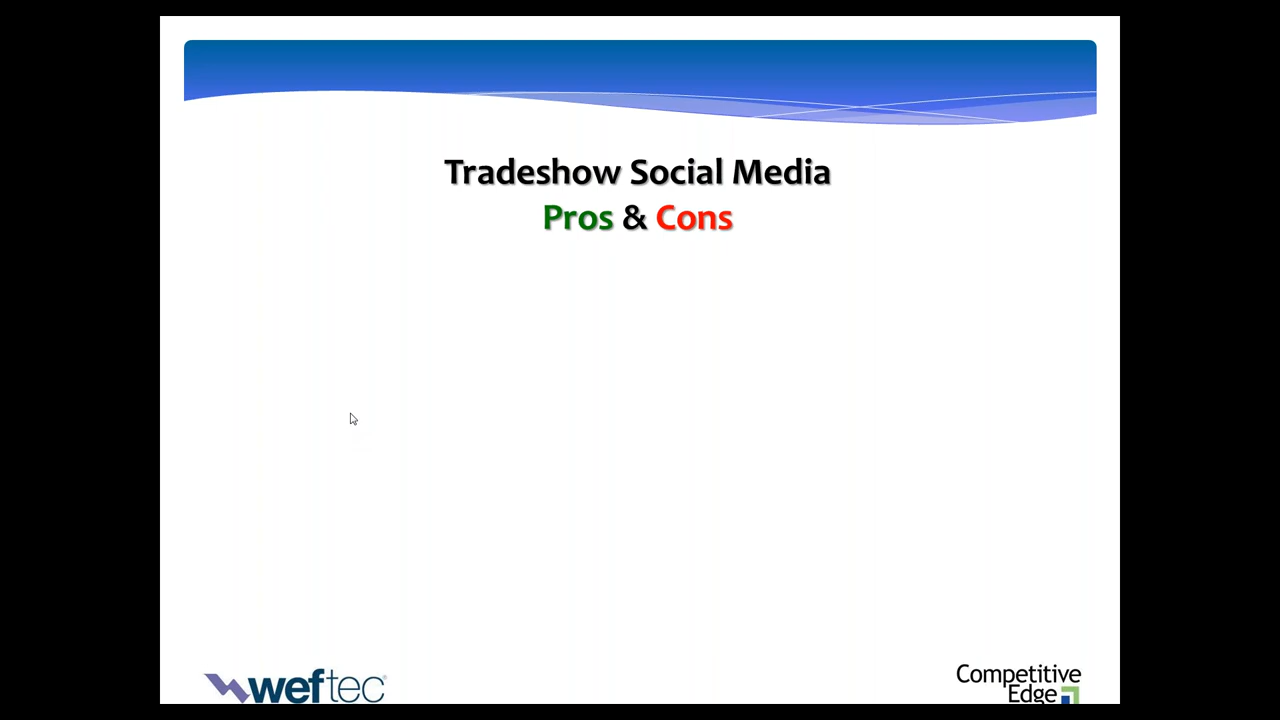 Tradeshow Social Media
Pros & Cons
weftec®
Competitive
Edge